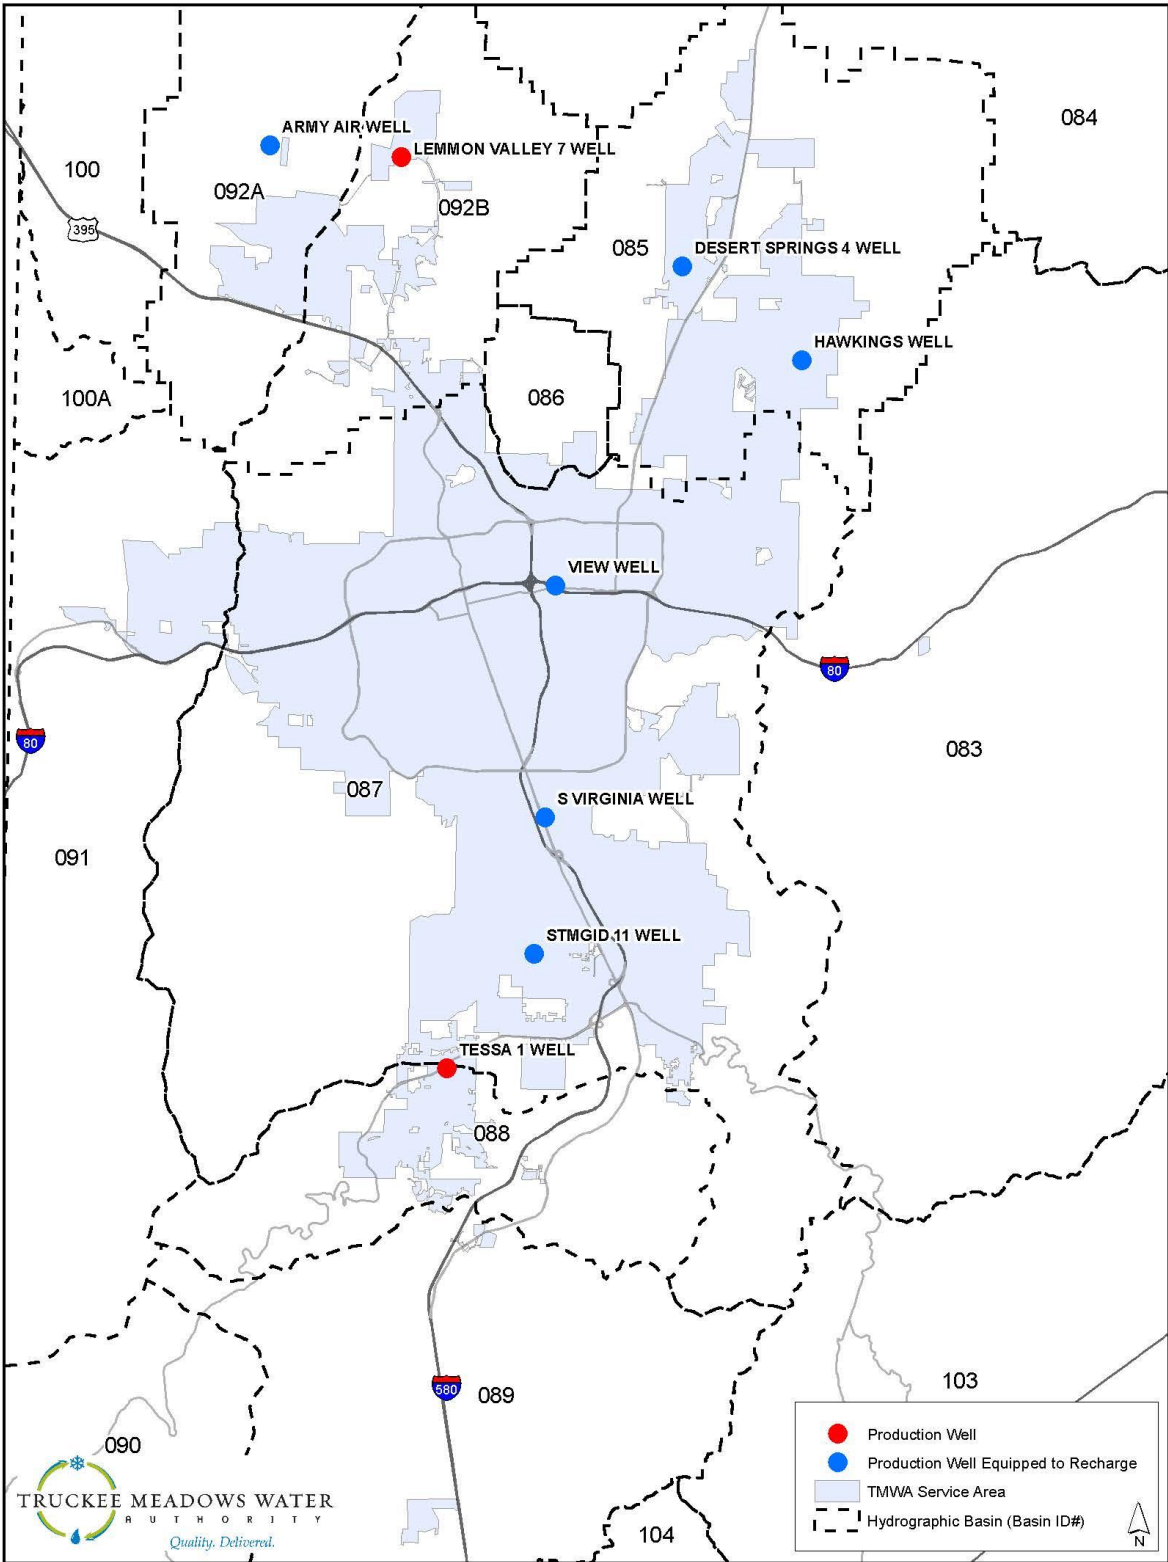 084
ARMY AIR WELL
LEMMON VALLEY 7 WELL
100
092A
092B
395
085
DESERT SPRINGS 4 WELL
HAWKINGS WELL
100A
086
VIEW WELL
80
80
083
087
S VIRGINIA WELL
091
STMGID 11 WELL
TESSA 1 WELL
088
580
089
103
090
104
Production Well
Production Well Equipped to Recharge
TMWA Service Area
Hydrographic Basin (Basin ID#)
N
TRUCKEE MEADOWS WATER
AUTHORITY
Quality. Delivered.